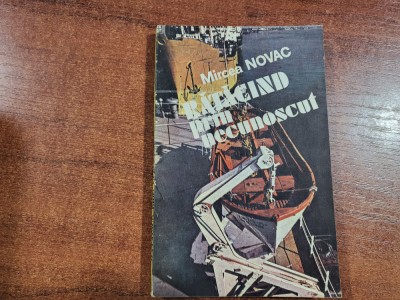 Mircea NOVAC
RATACIND
prin
necunoscut